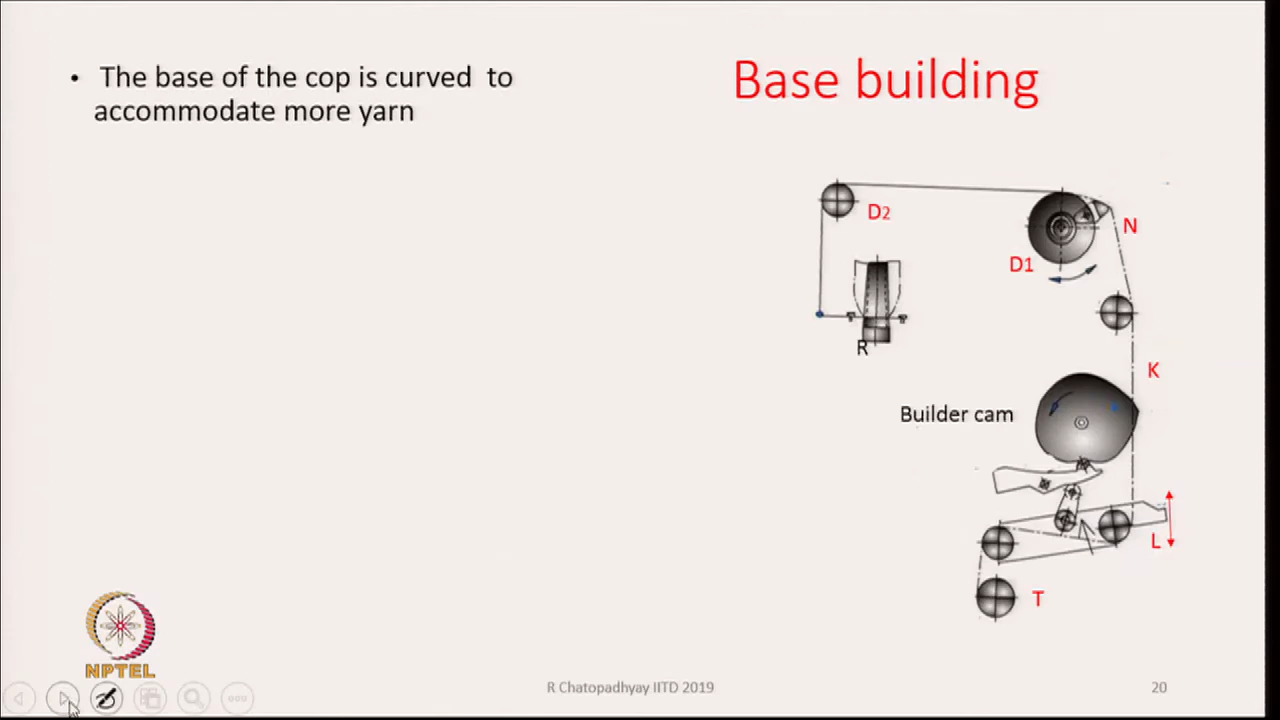 • The base of the cop is curved to
accommodate more yarn
Base building
D2
N
D1
R
K
Builder cam
L
T
NPTEL
R Chatopadhyay IITD 2019
20